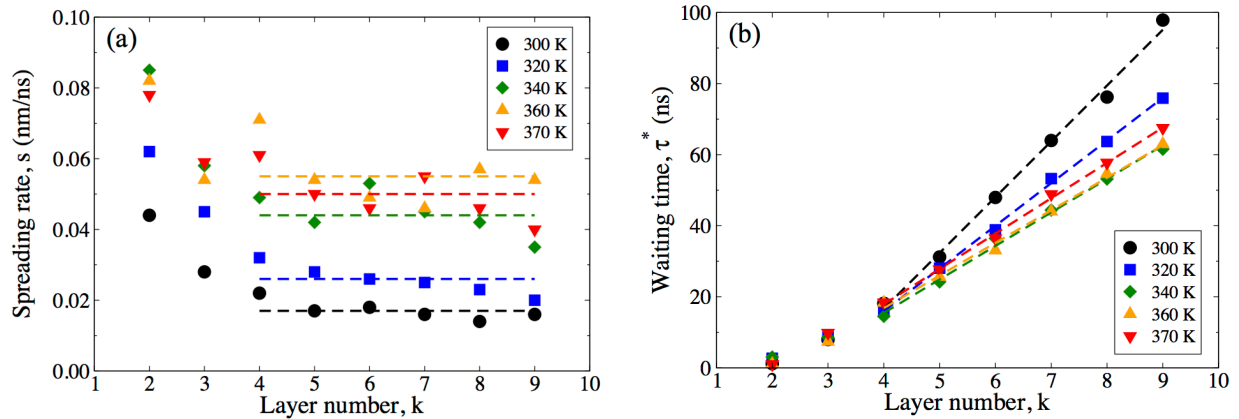 (a)
Spreading rate, s (nm/ns)
0.10
0.08
0.06
0.04
0.02
0.00
1 2 3 4 5 6 7 8 9 10
Layer number, k
300 K
320 K
340 K
360 K
370 K
(b)
Waiting time, τ* (ns)
100
80
60
40
20
0
1 2 3 4 5 6 7 8 9 10
Layer number, k
300 K
320 K
340 K
360 K
370 K